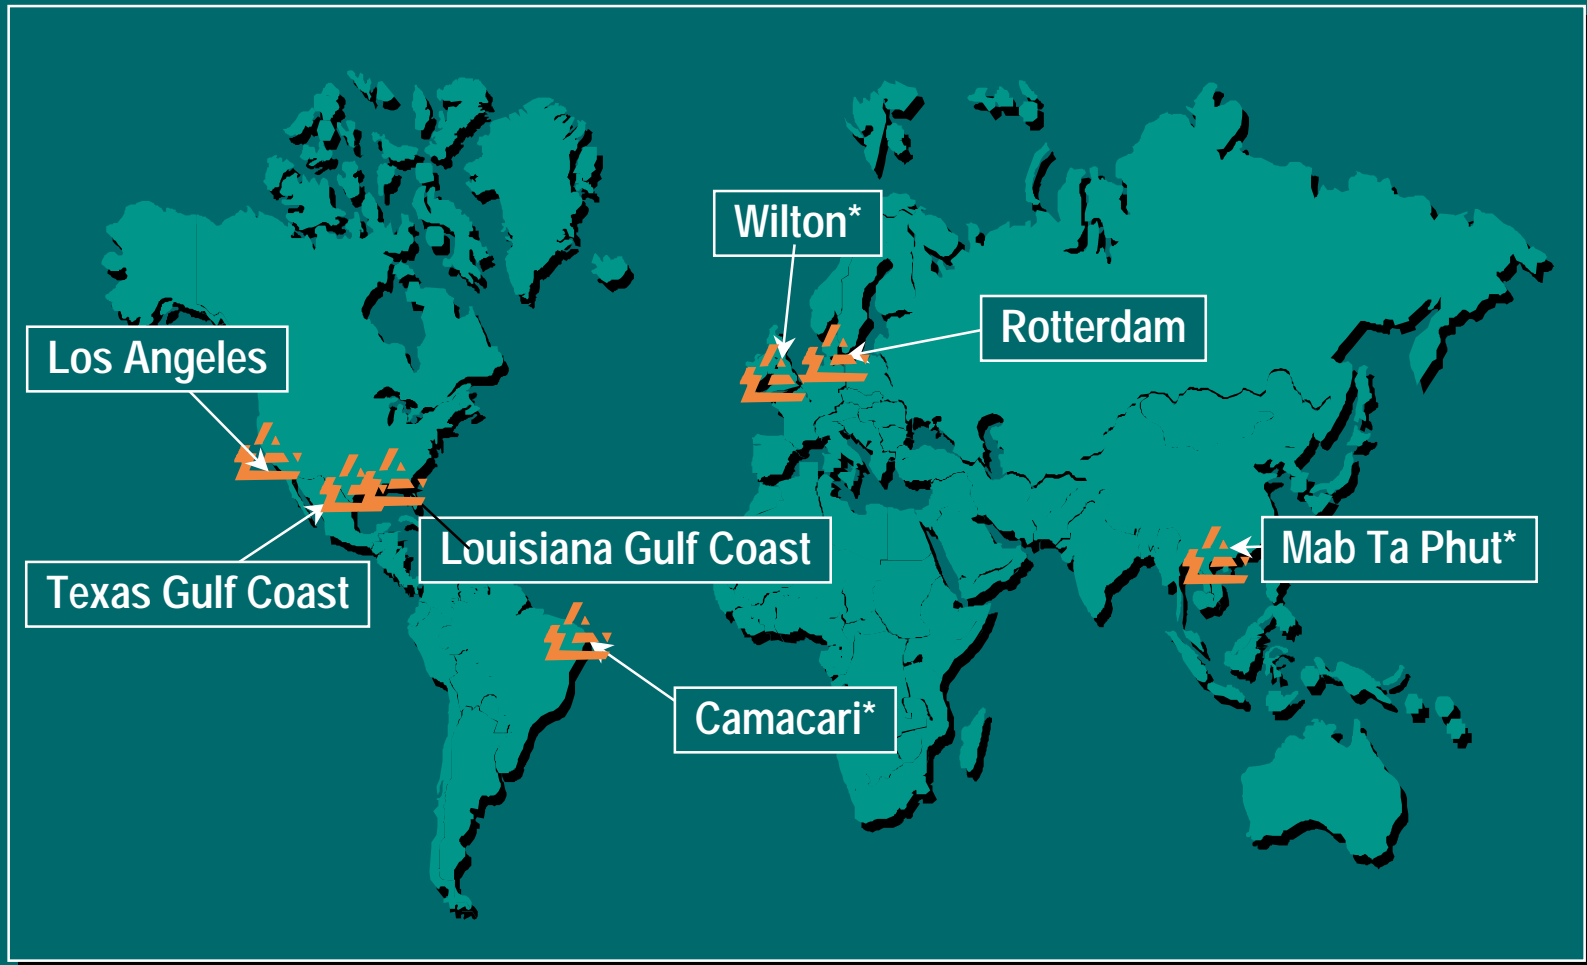 Wilton*
Rotterdam
Los Angeles
Louisiana Gulf Coast
Mab Ta Phut*
Texas Gulf Coast
Camacari*